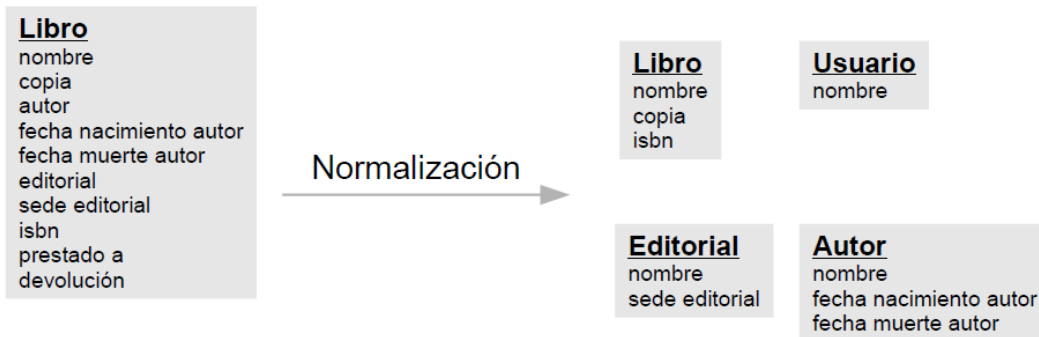 Libro
nombre
copia
autor
fecha nacimiento autor
fecha muerte autor
editorial
sede editorial
isbn
prestado a
devolución
Normalización
Libro
nombre
copia
isbn
Usuario
nombre
Editorial
nombre
sede editorial
Autor
nombre
fecha nacimiento autor
fecha muerte autor